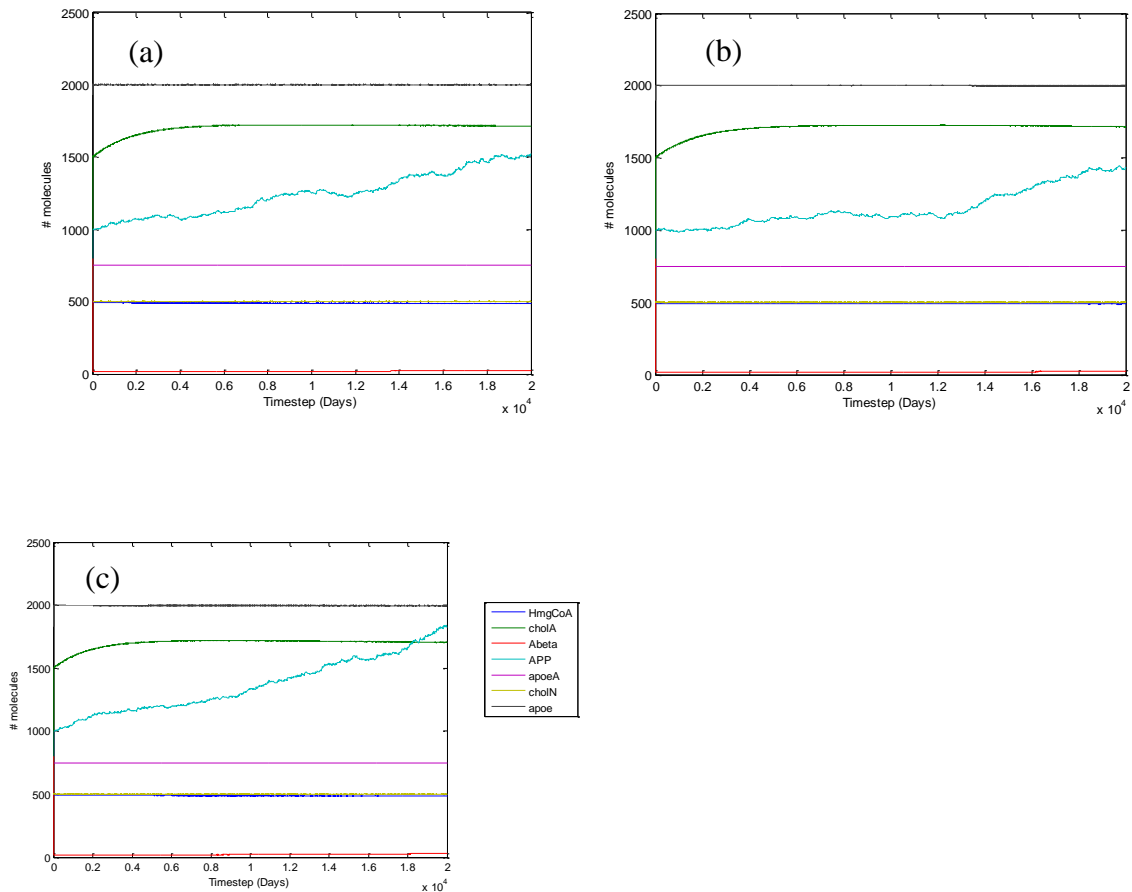 (a)
2500
2000
1500
1000
500
0
# molecules
0 0.2 0.4 0.6 0.8 1 1.2 1.4 1.6 1.8 2
Timestep (Days)
x 10^4
(b)
2500
2000
1500
1000
500
0
# molecules
0 0.2 0.4 0.6 0.8 1 1.2 1.4 1.6 1.8 2
Timestep (Days)
x 10^4
(c)
2500
2000
1500
1000
500
0
# molecules
0 0.2 0.4 0.6 0.8 1 1.2 1.4 1.6 1.8 2
Timestep (Days)
x 10^4
HmgCoA
cholA
Abeta
APP
apoeA
cholN
apoe